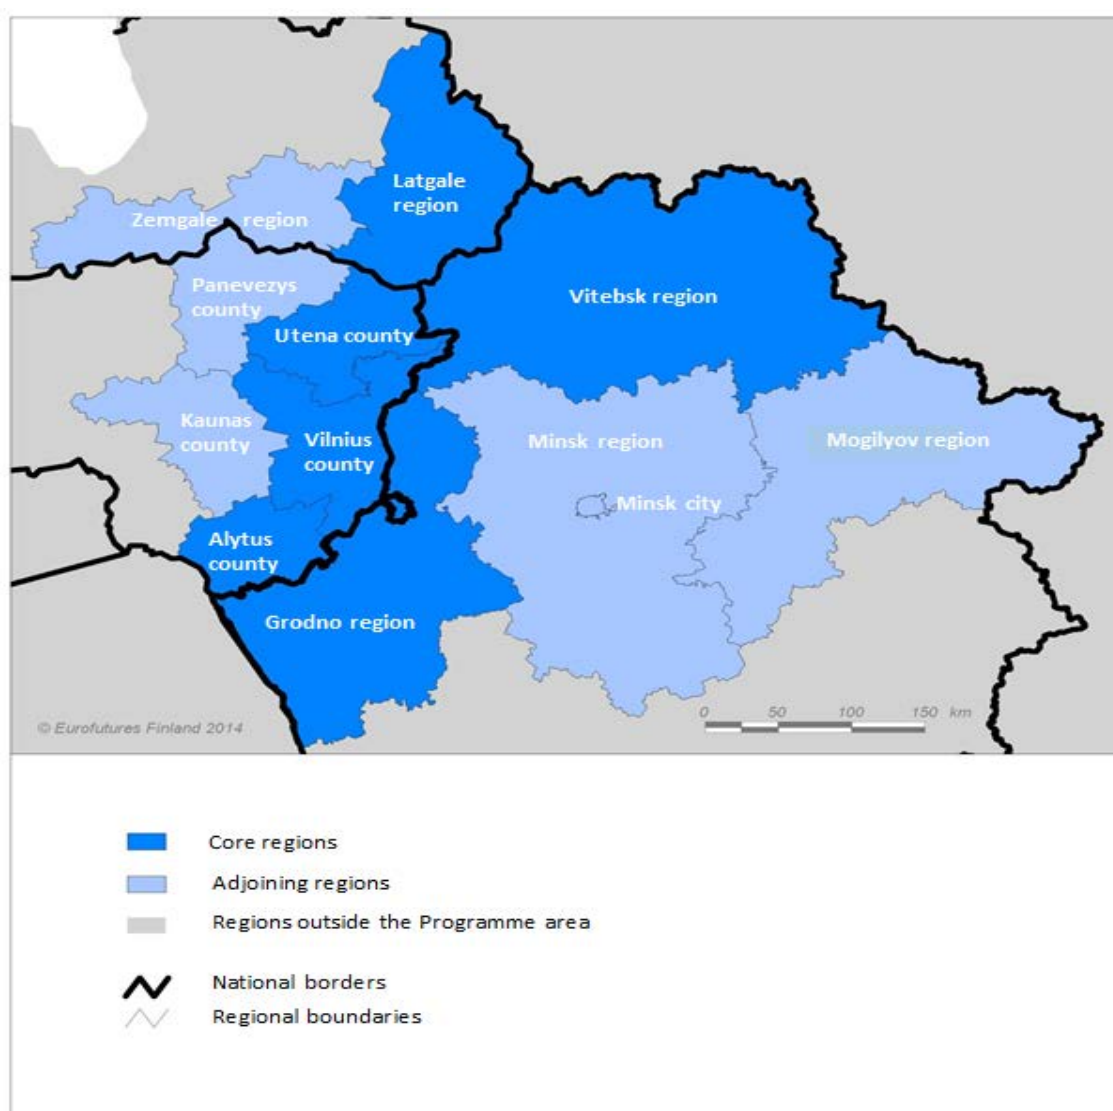 Latgale
region
Zemgale region
Panevezys
county
Vitebsk region
Utena county
Kaunas
county
Vilnius
county
Minsk region
Mogilyov region
Minsk city
Alytus
county
Grodno region
0 50 100 150 km
© Eurofutures Finland 2014
Core regions
Adjoining regions
Regions outside the Programme area
National borders
Regional boundaries